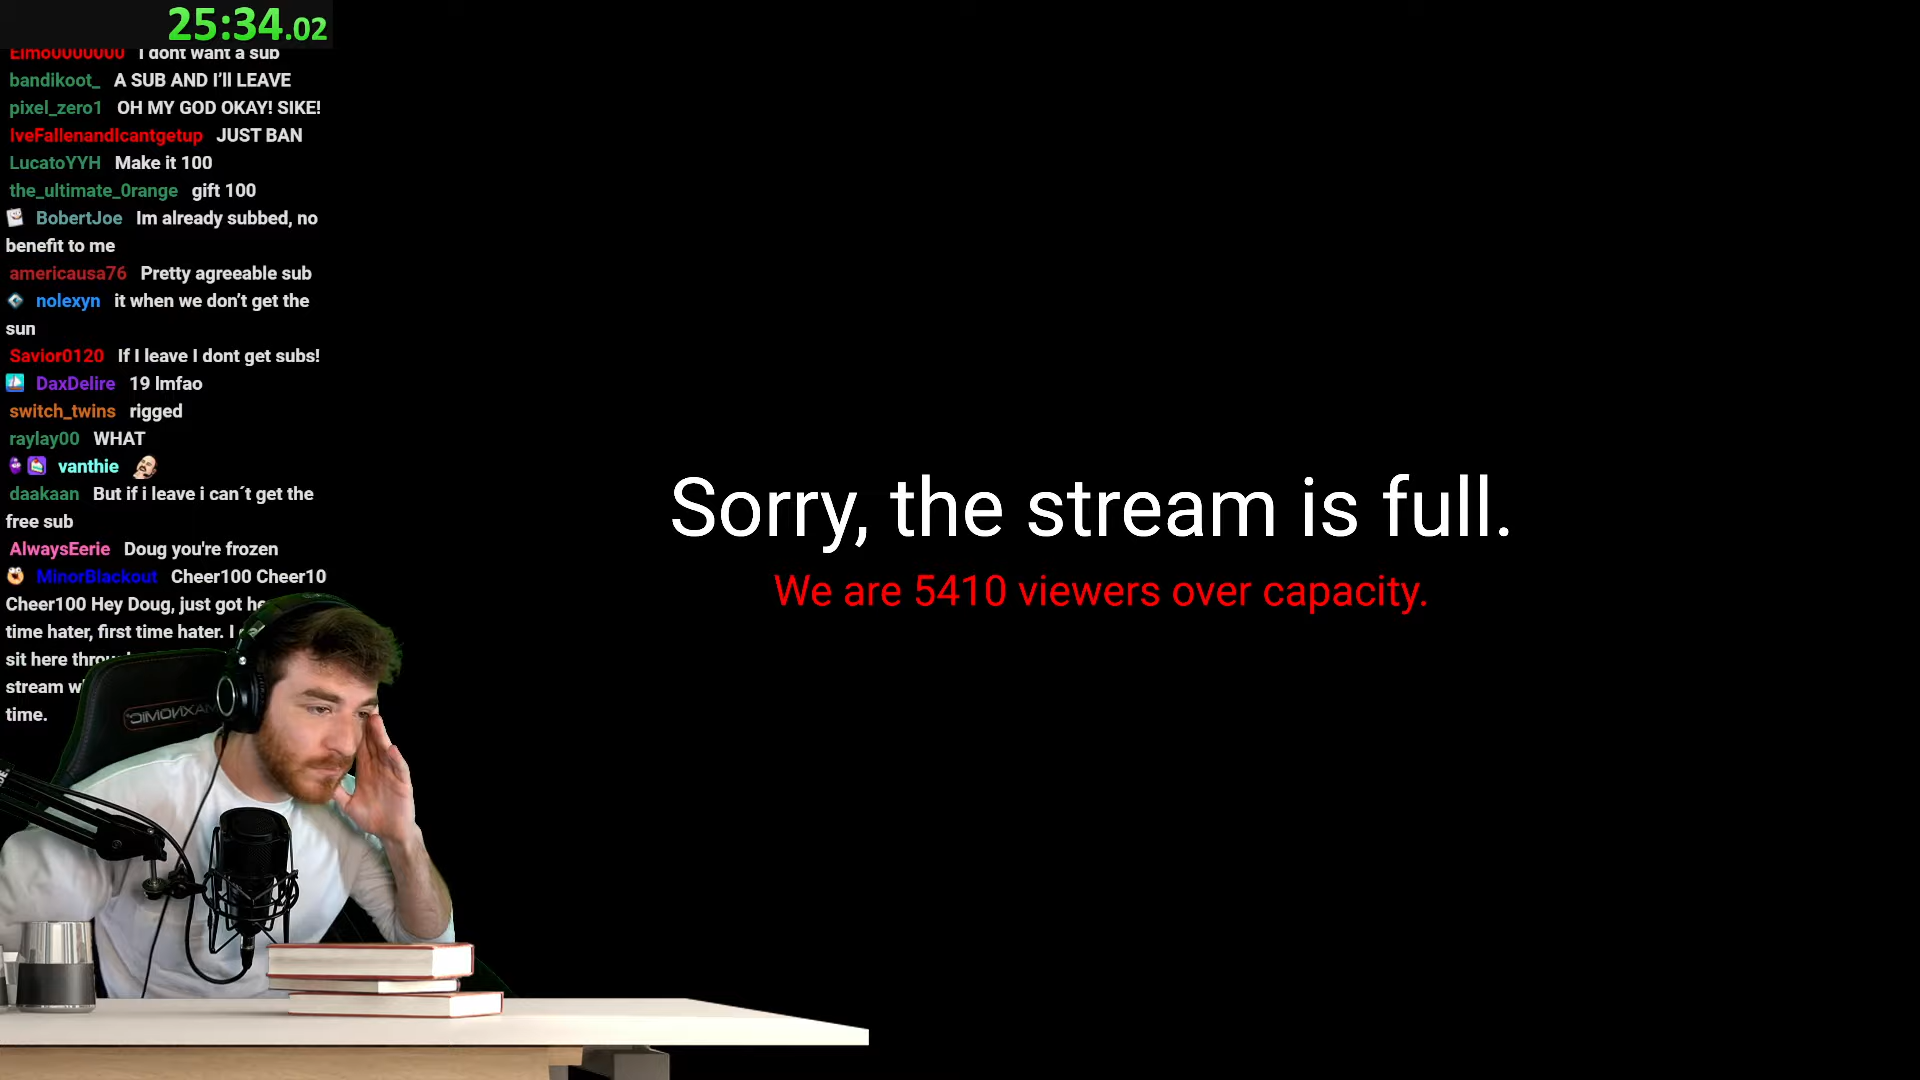 25:34.02
Elmo0000000 I dont want a sub
bandikoot_ A SUB AND I’ll LEAVE
pixel_zero1 OH MY GOD OKAY! SIKE!
IveFallenandIcantgetup JUST BAN
LucatoYYH Make it 100
the_ultimate_0range gift 100
BobertJoe Im already subbed, no
benefit to me
americausa76 Pretty agreeable sub
nolexyn it when we don’t get the
sun
Savior0120 If I leave I dont get subs!
DaxDelire 19 lmfao
switch_twins rigged
raylay00 WHAT
vanthie
daakaan But if i leave i can´t get the
free sub
AlwaysEerie Doug you're frozen
MinorBlackout Cheer100 Cheer10
Cheer100 Hey Doug, just got
time hater, first time hater. I
sit here
stream
time.
Sorry, the stream is full.
We are 5410 viewers over capacity.
MAXNOMIC